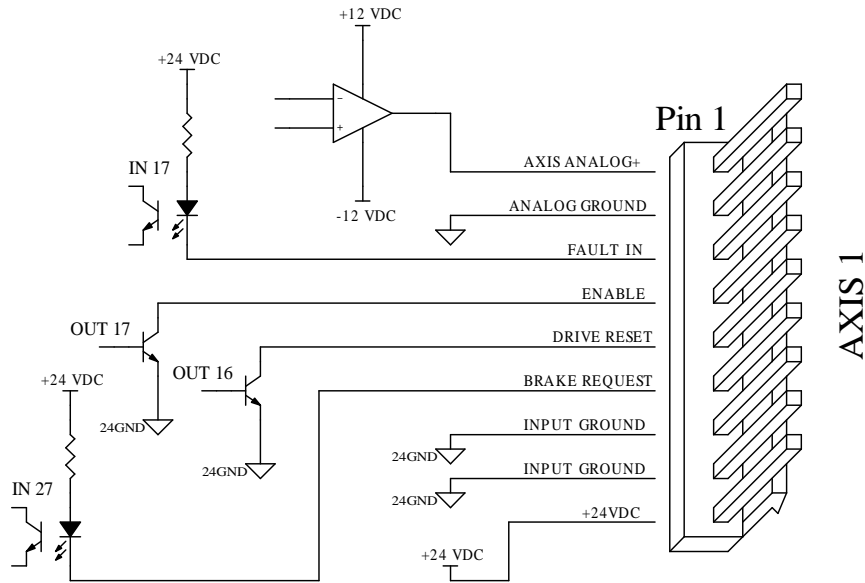 +12 VDC
+24 VDC
−
+
Pin 1
IN 17
AXIS ANALOG+
-12 VDC
ANALOG GROUND
FAULT IN
ENABLE
OUT 17
DRIVE RESET
OUT 16
+24 VDC
BRAKE REQUEST
24GND
INPUT GROUND
24GND
24GND
INPUT GROUND
24GND
IN 27
+24VDC
+24 VDC
AXIS 1